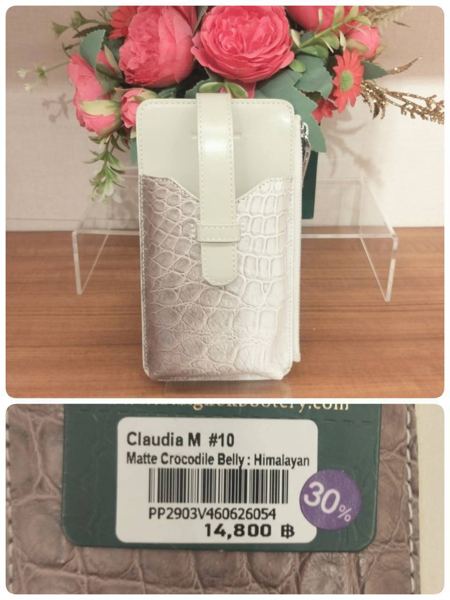 Claudia M #10
Matte Crocodile Belly : Himalayan
PP2903V460626054
14,800 ฿
30%